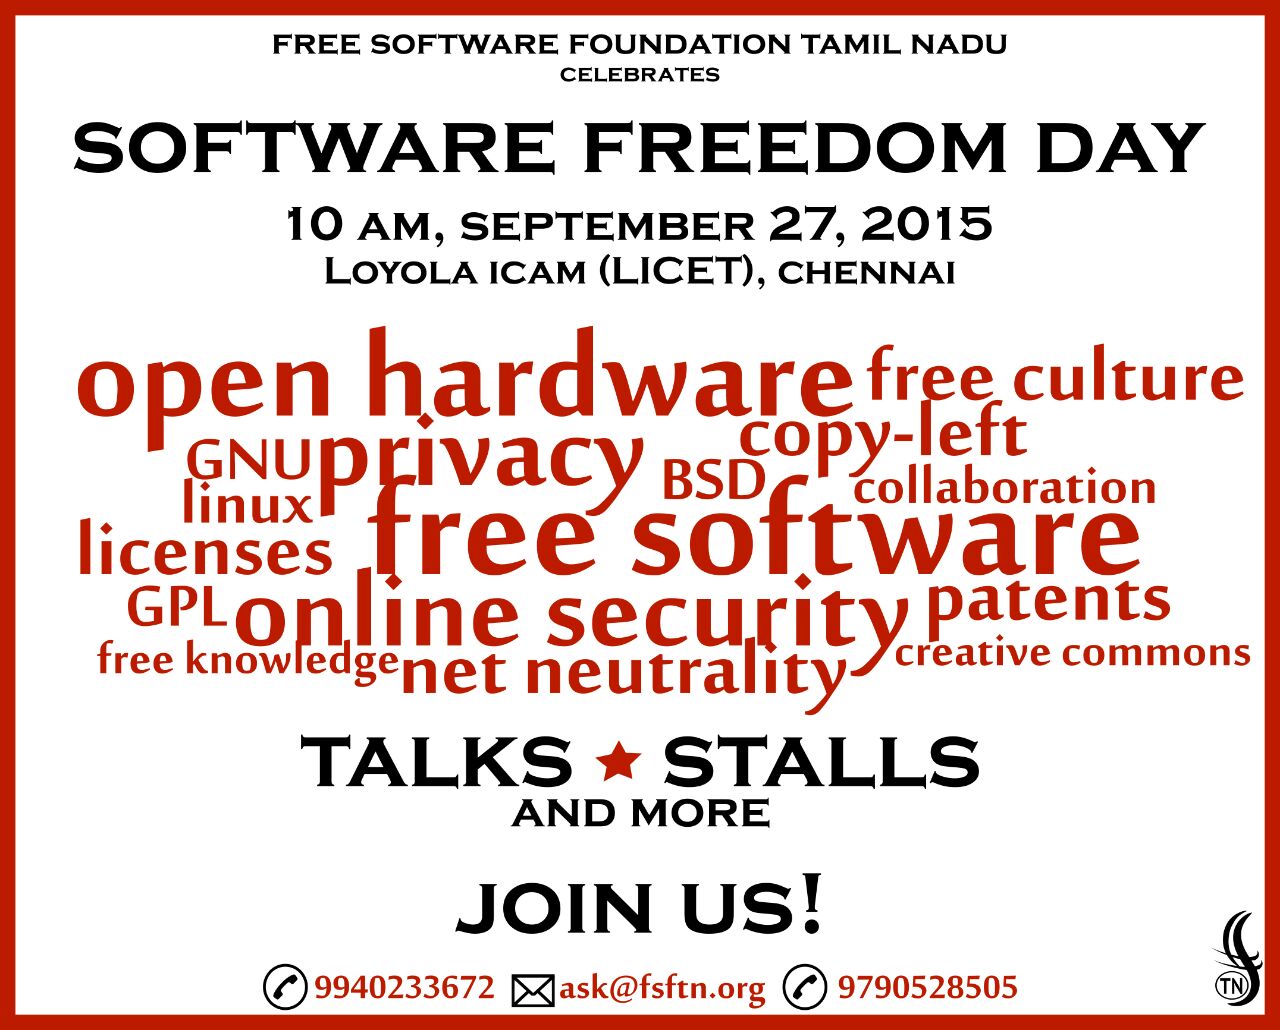 FREE SOFTWARE FOUNDATION TAMIL NADU
CELEBRATES
SOFTWARE FREEDOM DAY
10 AM, SEPTEMBER 27, 2015
LOYOLA ICAM (LICET), CHENNAI
open hardware free culture
GNU privacy copy-left
linux BSD collaboration
licenses free software
GPL online security patents
free knowledge net neutrality creative commons
TALKS ★ STALLS
AND MORE
JOIN US!
9940233672 ask@fsftn.org 9790528505
TN